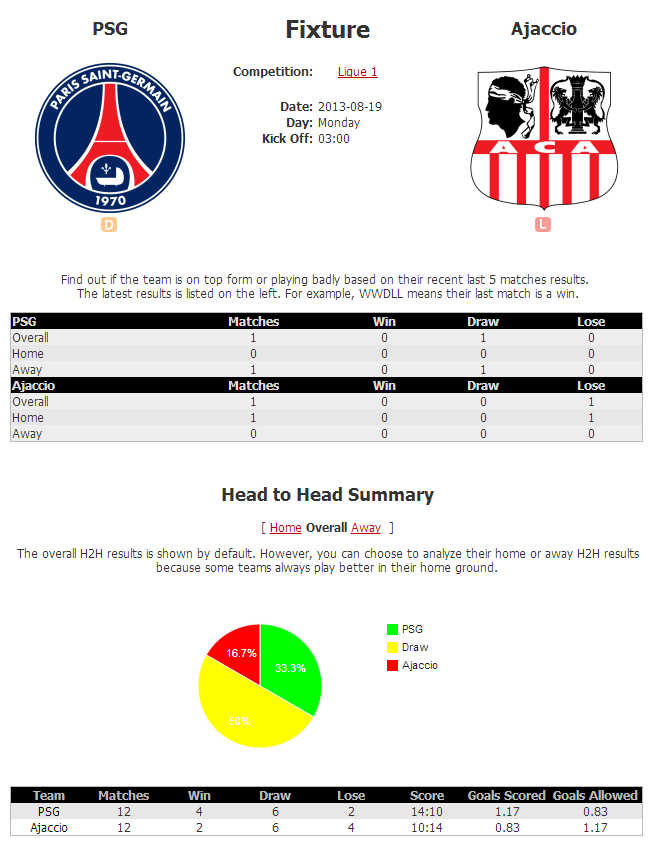 PSG Fixture Ajaccio
Competition: Ligue 1
PARIS SAINT-GERMAIN
Date: 2013-08-19
Day: Monday
Kick Off: 03:00
A C A
1970
D L
Find out if the team is on top form or playing badly based on their recent last 5 matches results.
The latest results is listed on the left. For example, WWDLL means their last match is a win.
PSG Matches Win Draw Lose
Overall 1 0 1 0
Home 0 0 0 0
Away 1 0 1 0
Ajaccio Matches Win Draw Lose
Overall 1 0 0 1
Home 1 0 0 1
Away 0 0 0 0
Head to Head Summary
[ Home Overall Away ]
The overall H2H results is shown by default. However, you can choose to analyze their home or away H2H results
because some teams always play better in their home ground.
PSG
Draw
Ajaccio
16.7%
33.3%
50%
Team Matches Win Draw Lose Score Goals Scored Goals Allowed
PSG 12 4 6 2 14:10 1.17 0.83
Ajaccio 12 2 6 4 10:14 0.83 1.17